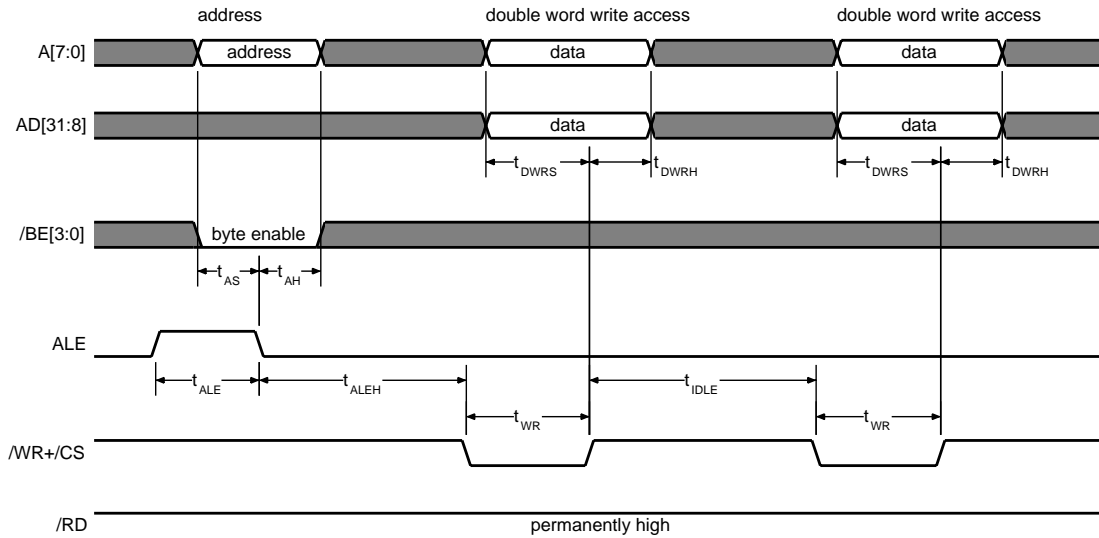 address double word write access double word write access
A[7:0] address data data
AD[31:8] data data
tDWRS tDWRH tDWRS tDWRH
/BE[3:0] byte enable
tAS tAH
ALE
tALE tALEH tIDLE
tWR tWR
/WR+/CS
/RD permanently high